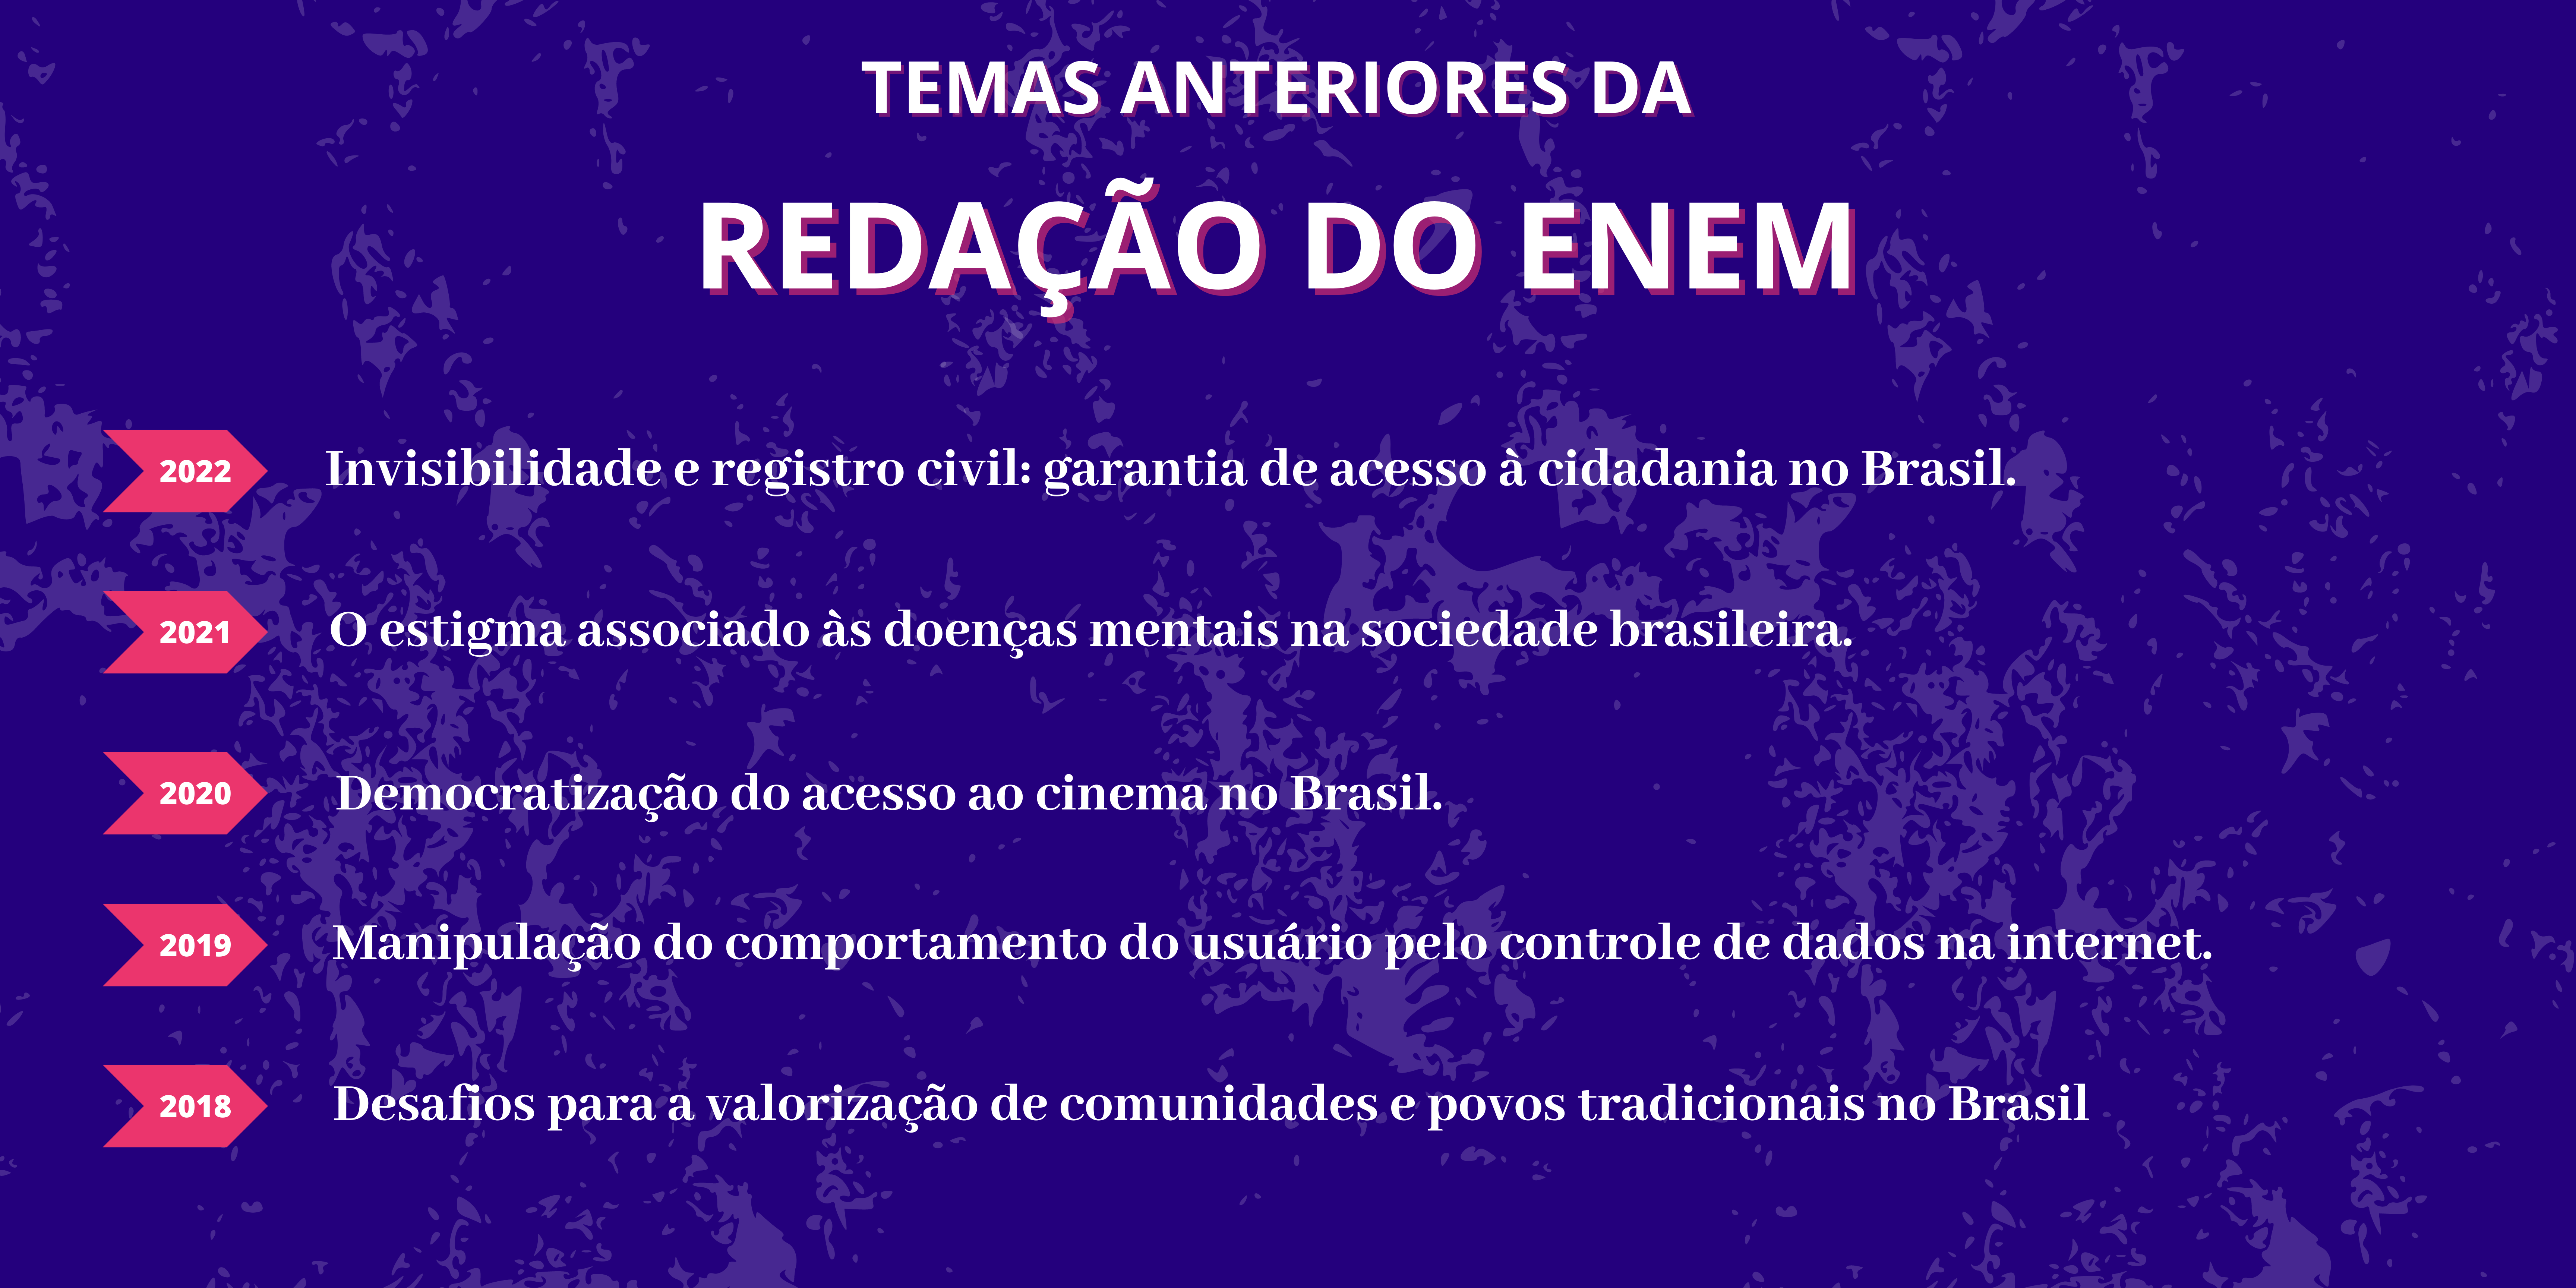 TEMAS ANTERIORES DA
REDAÇÃO DO ENEM
2022 Invisibilidade e registro civil: garantia de acesso à cidadania no Brasil.
2021 O estigma associado às doenças mentais na sociedade brasileira.
2020 Democratização do acesso ao cinema no Brasil.
2019 Manipulação do comportamento do usuário pelo controle de dados na internet.
2018 Desafios para a valorização de comunidades e povos tradicionais no Brasil